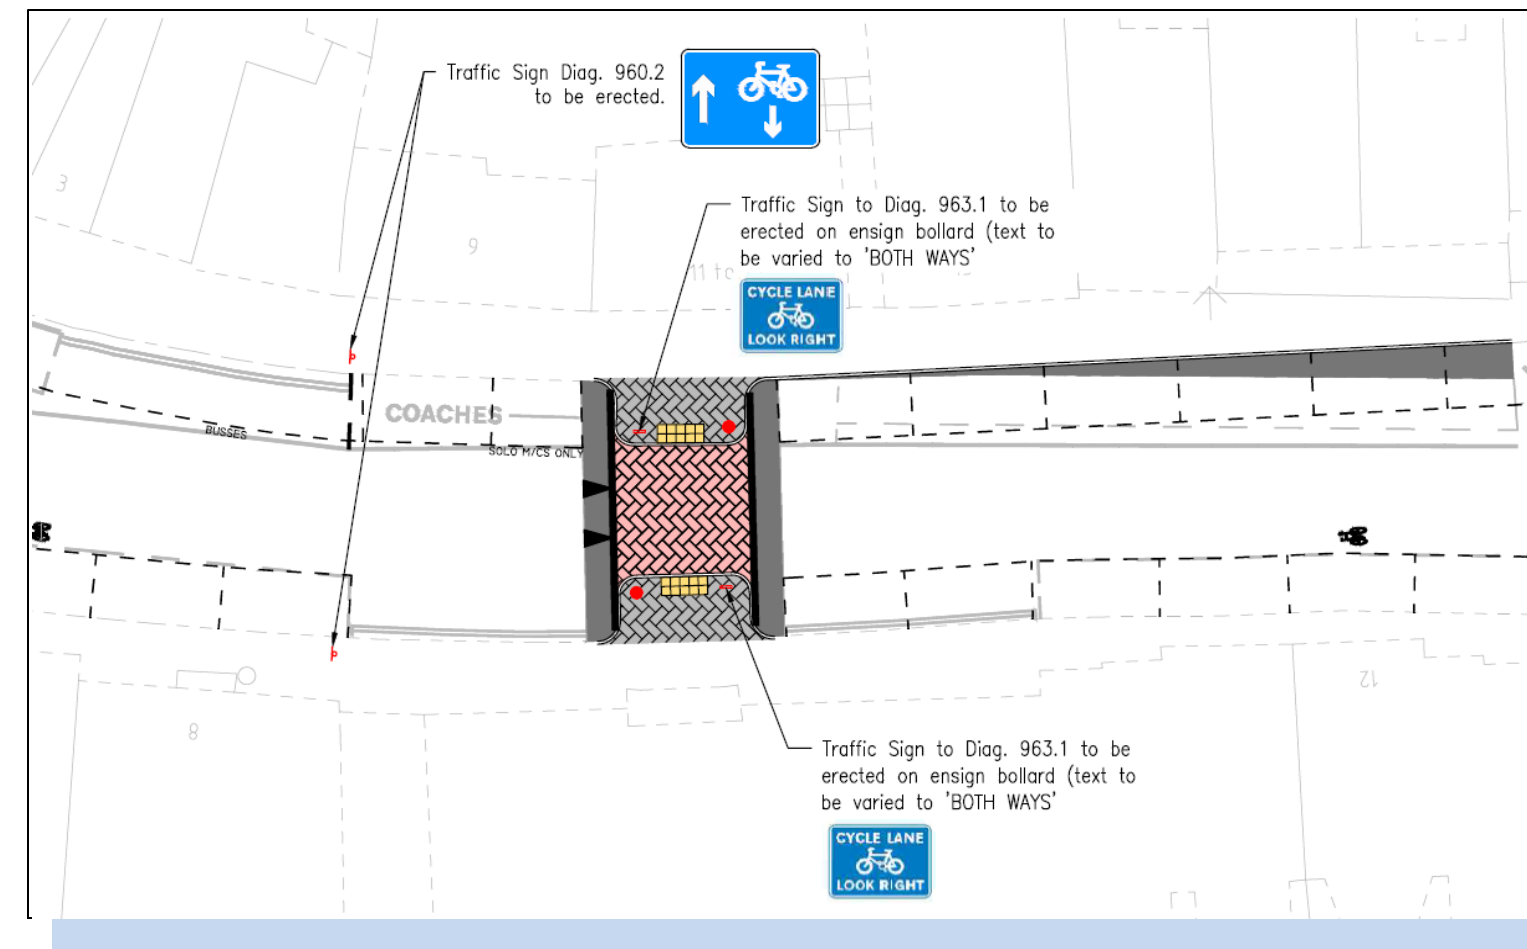 Traffic Sign Diag. 960.2
to be erected.
3
Traffic Sign to Diag. 963.1 to be
erected on ensign bollard (text to
be varied to 'BOTH WAYS'
9
11 to
CYCLE LANE
LOOK RIGHT
COACHES
BUSSES
SOLO M/CS ONLY
12
8
Traffic Sign to Diag. 963.1 to be
erected on ensign bollard (text to
be varied to 'BOTH WAYS'
CYCLE LANE
LOOK RIGHT